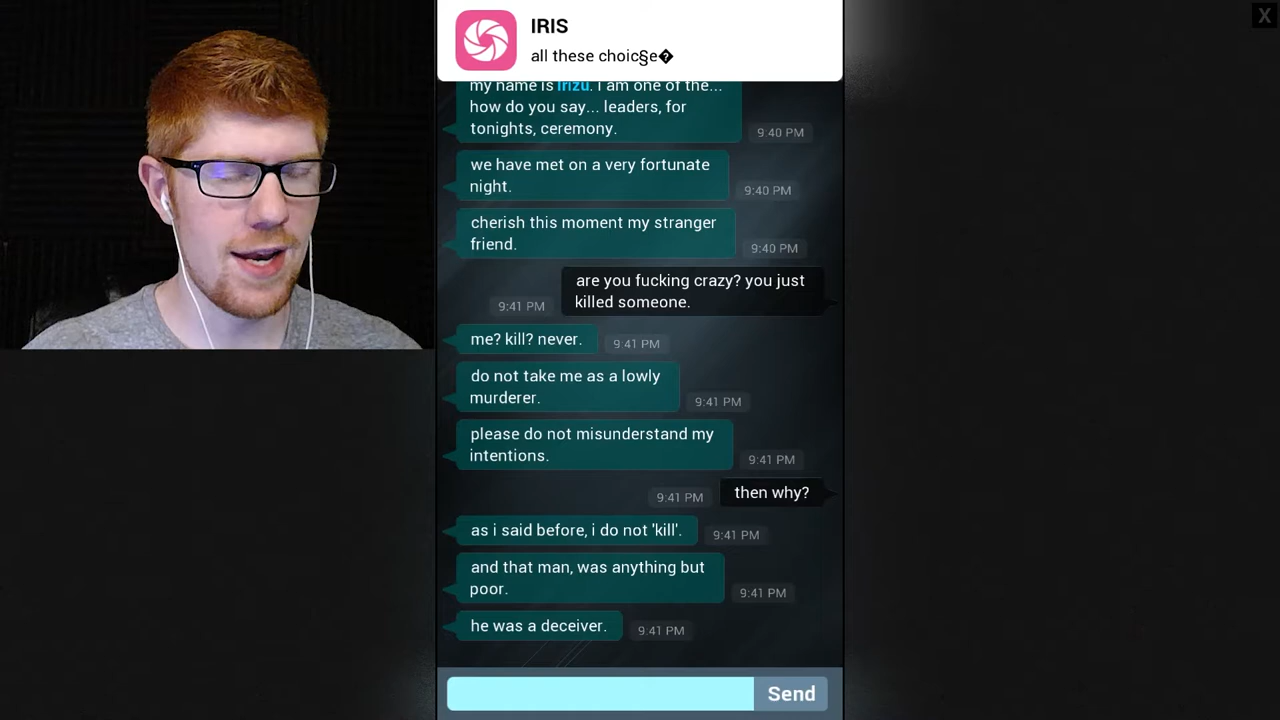 X
IRIS
all these choic§e�
my name is Irizu. I am one of the...
how do you say... leaders, for
tonights, ceremony.
9:40 PM
we have met on a very fortunate
night.
9:40 PM
cherish this moment my stranger
friend.
9:40 PM
are you fucking crazy? you just
killed someone.
9:41 PM
me? kill? never.
9:41 PM
do not take me as a lowly
murderer.
9:41 PM
please do not misunderstand my
intentions.
9:41 PM
then why?
9:41 PM
as i said before, i do not 'kill'.
9:41 PM
and that man, was anything but
poor.
9:41 PM
he was a deceiver.
9:41 PM
Send